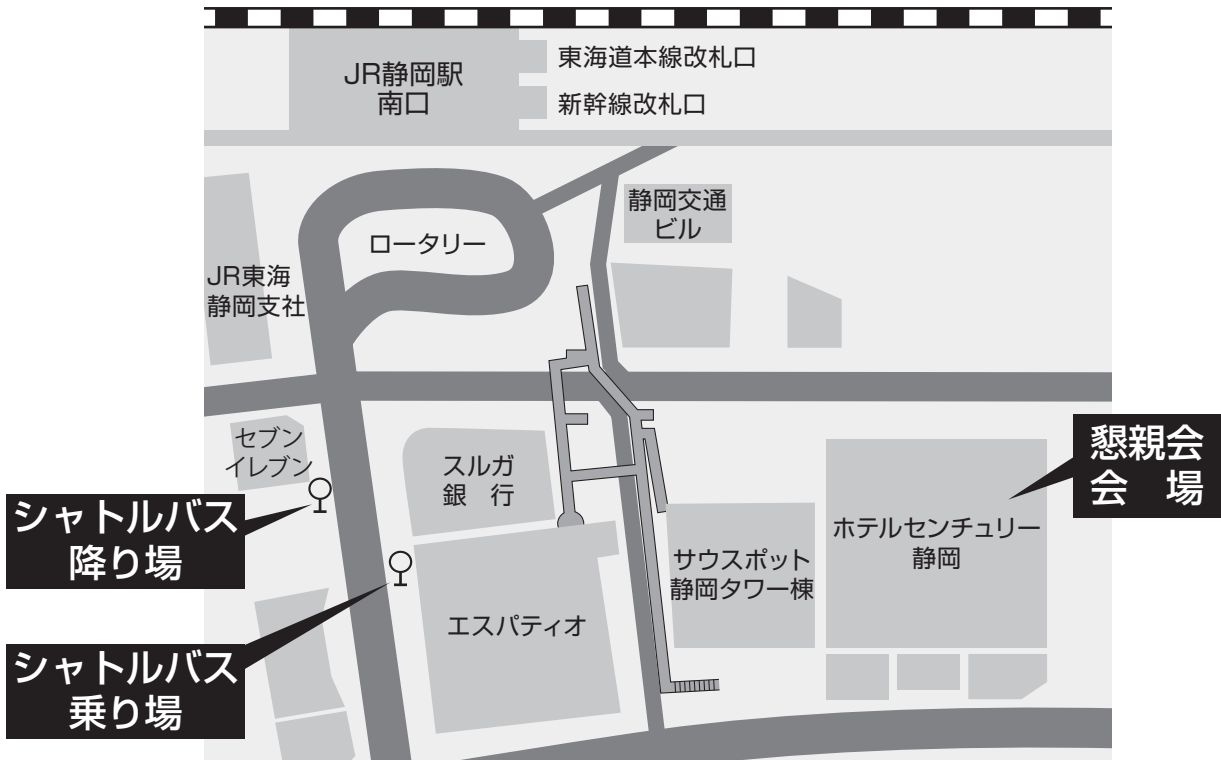 JR静岡駅
南口
東海道本線改札口
新幹線改札口
静岡交通
ビル
ロータリー
JR東海
静岡支社
セブン
イレブン
スルガ
銀　行
懇親会
会　場
シャトルバス
降り場
サウスポット
静岡タワー棟
ホテルセンチュリー
静岡
エスパティオ
シャトルバス
乗り場